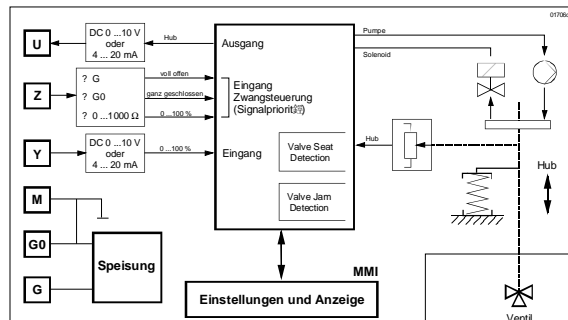 01706d
U
DC 0 ...10 V
oder
4 ... 20 mA
Hub
Ausgang
Pumpe
Solenoid
Z
? G
? G0
? 0 ...1000 Ω
voll offen
ganz geschlossen
0 ...100 %
Eingang
Zwangsteuerung
Y
DC 0 ...10 V
oder
4 ... 20 mA
0 ...100 %
Eingang
Valve Seat
Detection
Valve Jam
Detection
Hub
Hub
M
G0
G
Speisung
MMI
Einstellungen und Anzeige
Ventil